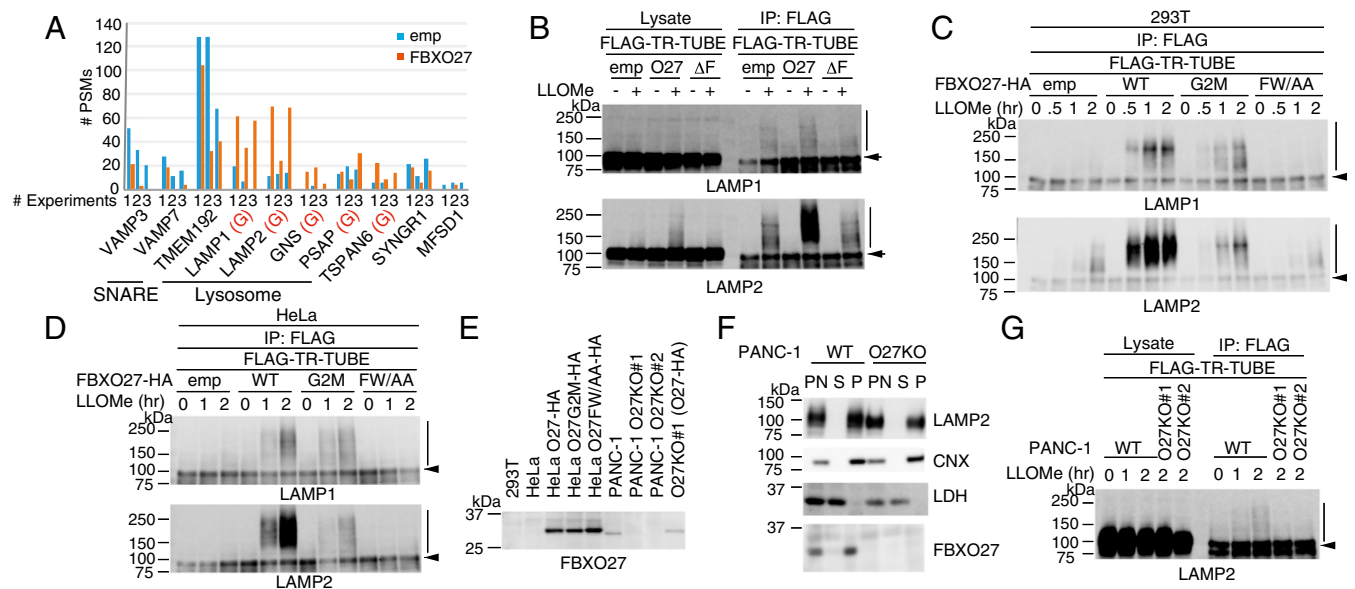 A
# PSMs
140
120
100
80
60
40
20
0
emp
FBXO27
# Experiments 123 123 123 123 123 123 123 123 123 123
VAMP3
VAMP7
TMEM192
LAMP1 (G)
LAMP2 (G)
GNS (G)
PSAP (G)
TSPAN6 (G)
SYNGR1
MFSD1
SNARE
Lysosome
B
Lysate IP: FLAG
FLAG-TR-TUBE FLAG-TR-TUBE
emp O27 ΔF emp O27 ΔF
LLOMe - + - + - + - + - + - +
kDa
250
150
100
75
LAMP1
250
150
100
75
LAMP2
C
293T
IP: FLAG
FLAG-TR-TUBE
FBXO27-HA emp WT G2M FW/AA
LLOMe (hr) 0 .5 1 2 0 .5 1 2 0 .5 1 2 0 .5 1 2
kDa
250
150
100
75
LAMP1
250
150
100
75
LAMP2
D
HeLa
IP: FLAG
FLAG-TR-TUBE
FBXO27-HA emp WT G2M FW/AA
LLOMe (hr) 0 1 2 0 1 2 0 1 2 0 1 2
kDa
250
150
100
75
LAMP1
250
150
100
75
LAMP2
E
293T
HeLa
HeLa O27-HA
HeLa O27G2M-HA
HeLa O27FW/AA-HA
PANC-1
PANC-1 O27KO#1
PANC-1 O27KO#2
O27KO#1 (O27-HA)
kDa
37
25
FBXO27
F
PANC-1 WT O27KO
kDa PN S P PN S P
150
100
75
LAMP2
100
75
CNX
37
LDH
37
FBXO27
G
Lysate IP: FLAG
FLAG-TR-TUBE
PANC-1 WT O27KO#1 O27KO#2 WT O27KO#1 O27KO#2
LLOMe (hr) 0 1 2 2 2 0 1 2 2 2
kDa
250
150
100
75
LAMP2